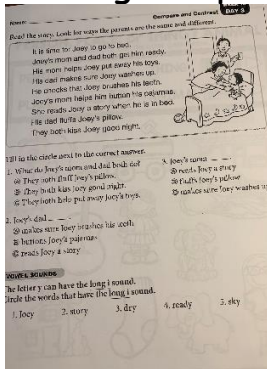 Name:
Compare and Contrast
DAY 3
Read the story. Look for ways the parents are the same and different.
It is time for Joey to go to bed.
Joey's mom and dad both get him ready.
His mom helps Joey put away his toys.
His dad makes sure Joey washes up.
He checks that Joey brushes his teeth.
Joey's mom helps him button his pajamas.
She reads Joey a story when he is in bed.
His dad fluffs Joey's pillow.
They both kiss Joey good night.
Fill in the circle next to the correct answer.
1. What do Joey's mom and dad both do?
They both fluff Joey's pillow.
They both kiss Joey good night.
They both help put away Joey's toys.
2. Joey's dad
makes sure Joey brushes his teeth
buttons Joey's pajamas
reads Joey a story
3. Joey's mom
reads Joey a story
fluffs Joey's pillow
makes sure Joey washes up
VOWEL SOUNDS
The letter y can have the long i sound.
Circle the words that have the long i sound.
1. Joey 2. story 3. dry 4. ready 5. sky